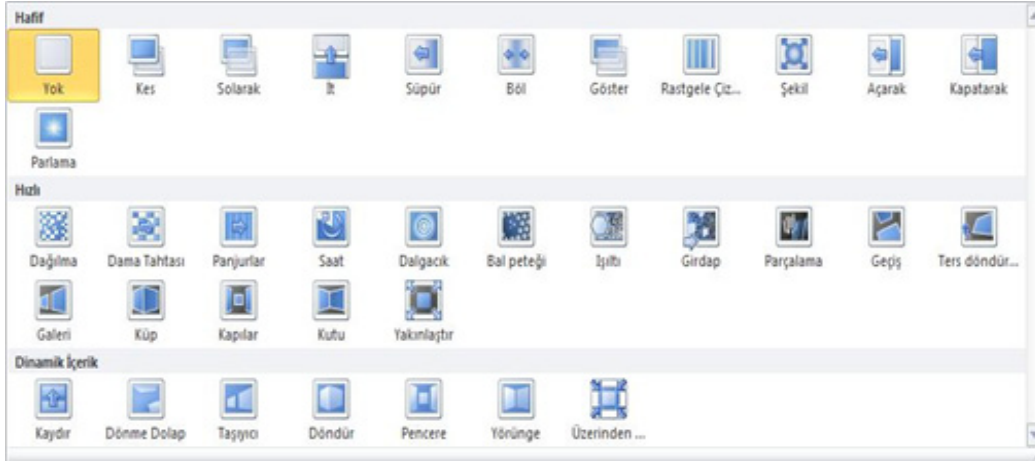 Hafif
Yok Kes Solarak İt Süpür Böl Göster Rastgele Çiz... Şekil Açarak Kapatarak
Parlama
Hızlı
Dağılma Dama Tahtası Panjurlar Saat Dalgacık Bal peteği Işıltı Girdap Parçalama Geçiş Ters döndür...
Galeri Küp Kapılar Kutu Yakınlaştır
Dinamik İçerik
Kaydır Dönme Dolap Taşıyıcı Döndür Pencere Yörünge Üzerinden ...